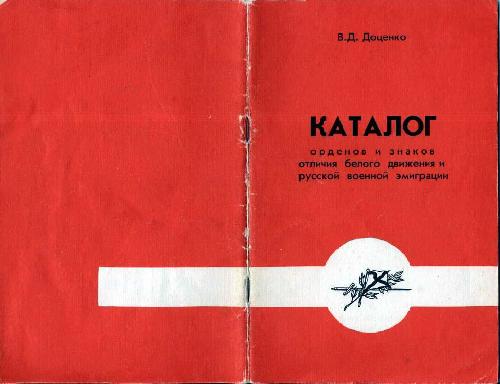 В.Д. Доценко
КАТАЛОГ
орденов и знаков
отличия белого движения и
русской военной эмиграции